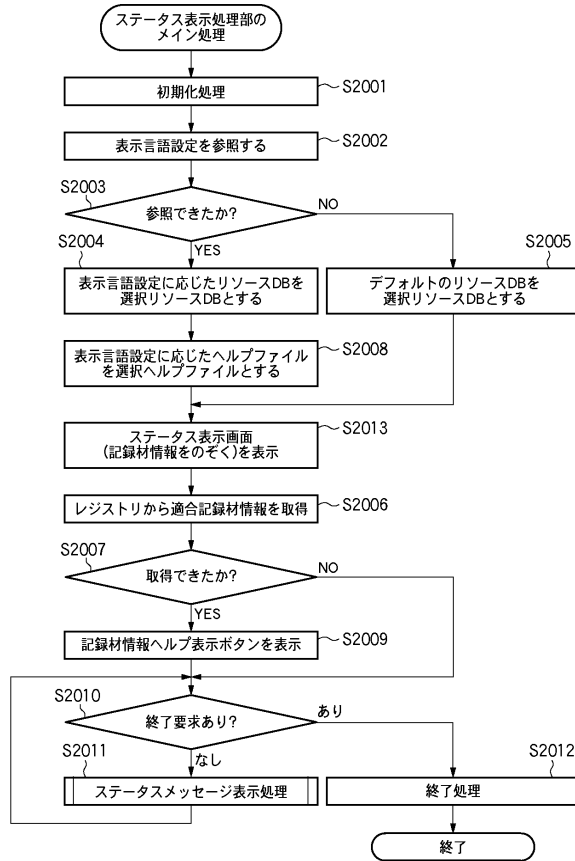 ステータス表示処理部の
メイン処理
初期化処理
S2001
表示言語設定を参照する
S2002
S2003
参照できたか?
NO
YES
S2004
表示言語設定に応じたリソースDBを
選択リソースDBとする
S2005
デフォルトのリソースDBを
選択リソースDBとする
表示言語設定に応じたヘルプファイル
を選択ヘルプファイルとする
S2008
ステータス表示画面
(記録材情報をのぞく)を表示
S2013
レジストリから適合記録材情報を取得
S2006
S2007
取得できたか?
NO
YES
記録材情報ヘルプ表示ボタンを表示
S2009
S2010
終了要求あり?
あり
なし
S2011
ステータスメッセージ表示処理
S2012
終了処理
終了